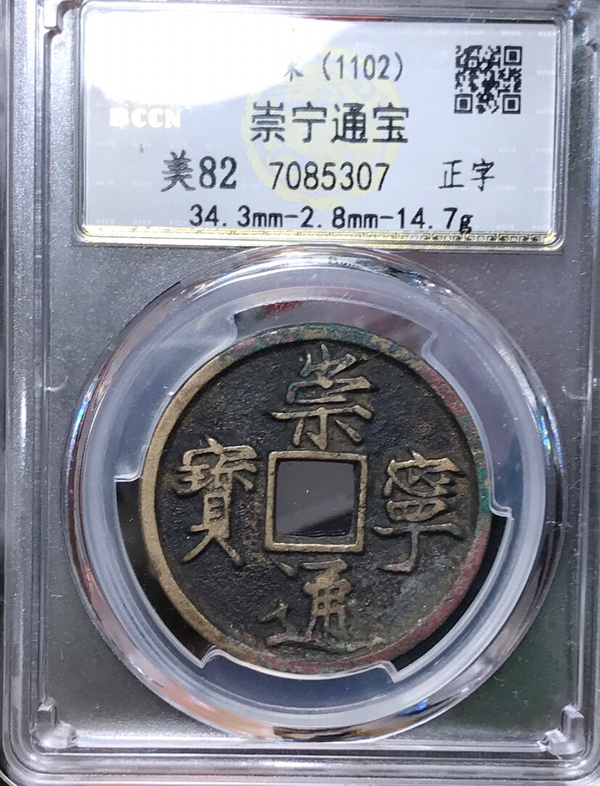 宋（1102）
BCCN
崇宁通宝
美82 7085307 正字
34.3mm-2.8mm-14.7g
崇
寧
通
寶